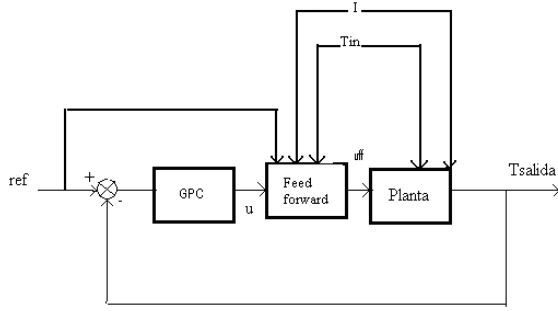 I
Tin
uff
ref
+
-
GPC
u
Feed
forward
Planta
Tsalida